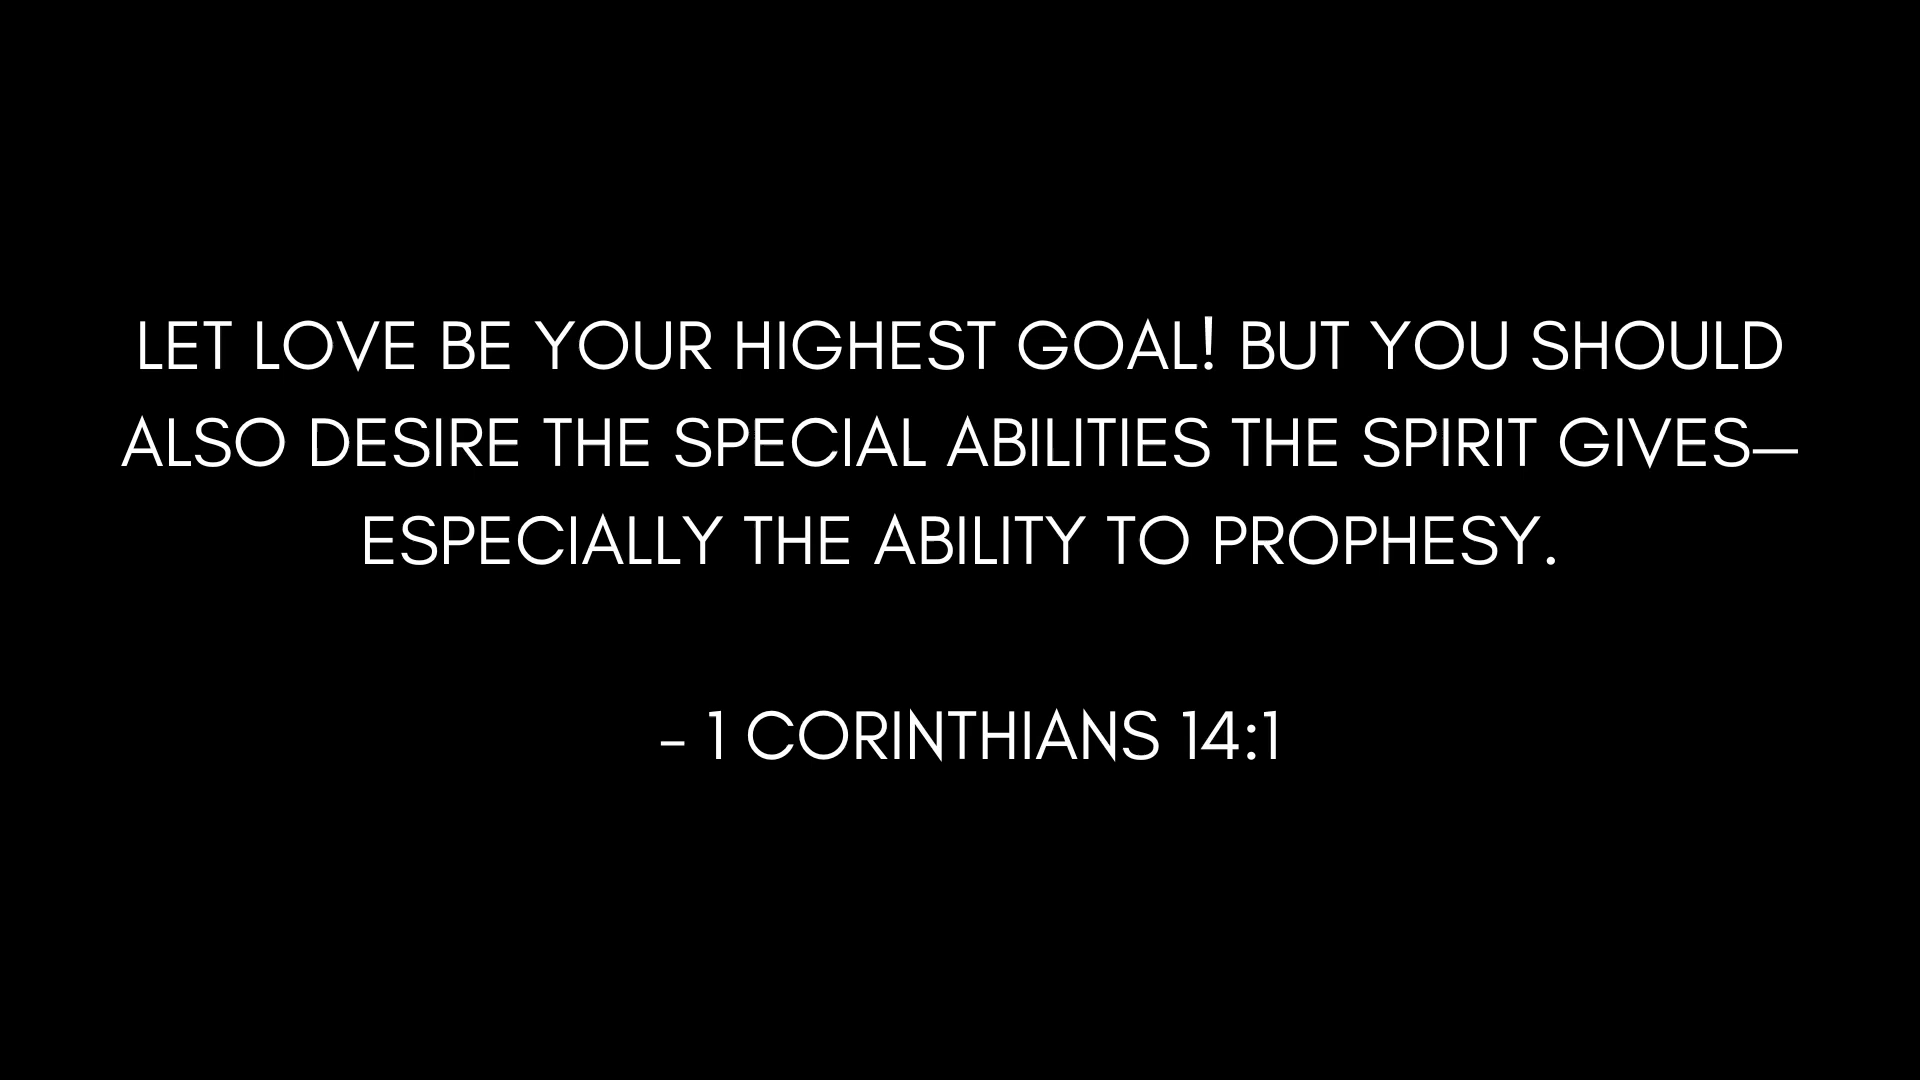 LET LOVE BE YOUR HIGHEST GOAL! BUT YOU SHOULD
ALSO DESIRE THE SPECIAL ABILITIES THE SPIRIT GIVES—
ESPECIALLY THE ABILITY TO PROPHESY.
- 1 CORINTHIANS 14:1